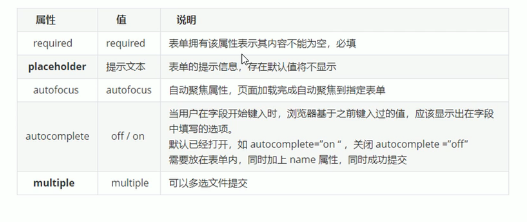 属性 值 说明
required required 表单拥有该属性表示其内容不能为空，必填
placeholder 提示文本 表单的提示信息，存在默认值将不显示
autofocus autofocus 自动聚焦属性，页面加载完成自动聚焦到指定表单
autocomplete off / on 当用户在字段开始键入时，浏览器基于之前键入过的值，应该显示出在字段
中填写的选项。
默认已经打开，如 autocomplete="on "，关闭 autocomplete ="off"
需要放在表单内，同时加上 name 属性，同时成功提交
multiple multiple 可以多选文件提交